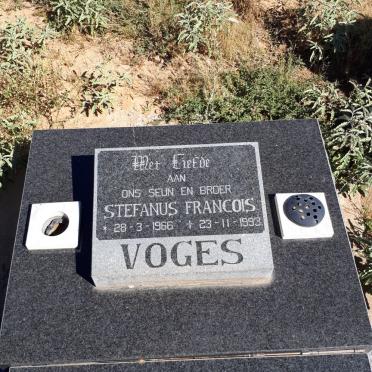 Met Liefde
AAN
ONS SEUN EN BROER
STEFANUS FRANCOIS
* 28-3-1966 + 23-11-1993
VOGES